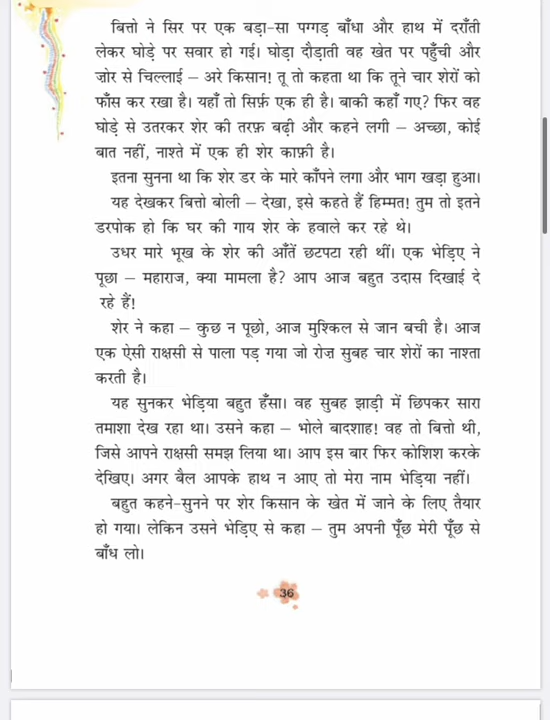 बित्तो ने सिर पर एक बड़ा-सा पग्गड़ बाँधा और हाथ में दराँती
लेकर घोड़े पर सवार हो गई। घोड़ा दौड़ाती वह खेत पर पहुँची और
ज़ोर से चिल्लाई – अरे किसान! तू तो कहता था कि तूने चार शेरों को
फाँस कर रखा है। यहाँ तो सिर्फ़ एक ही है। बाकी कहाँ गए? फिर वह
घोड़े से उतरकर शेर की तरफ़ बढ़ी और कहने लगी – अच्छा, कोई
बात नहीं, नाश्ते में एक ही शेर काफ़ी है।
इतना सुनना था कि शेर डर के मारे काँपने लगा और भाग खड़ा हुआ।
यह देखकर बित्तो बोली – देखा, इसे कहते हैं हिम्मत! तुम तो इतने
डरपोक हो कि घर की गाय शेर के हवाले कर रहे थे।
उधर मारे भूख के शेर की आँतें छटपटा रही थीं। एक भेड़िए ने
पूछा – महाराज, क्या मामला है? आप आज बहुत उदास दिखाई दे
रहे हैं!
शेर ने कहा – कुछ न पूछो, आज मुश्किल से जान बची है। आज
एक ऐसी राक्षसी से पाला पड़ गया जो रोज़ सुबह चार शेरों का नाश्ता
करती है।
यह सुनकर भेड़िया बहुत हँसा। वह सुबह झाड़ी में छिपकर सारा
तमाशा देख रहा था। उसने कहा – भोले बादशाह! वह तो बित्तो थी,
जिसे आपने राक्षसी समझ लिया था। आप इस बार फिर कोशिश करके
देखिए। अगर बैल आपके हाथ न आए तो मेरा नाम भेड़िया नहीं।
बहुत कहने-सुनने पर शेर किसान के खेत में जाने के लिए तैयार
हो गया। लेकिन उसने भेड़िए से कहा – तुम अपनी पूँछ मेरी पूँछ से
बाँध लो।
36